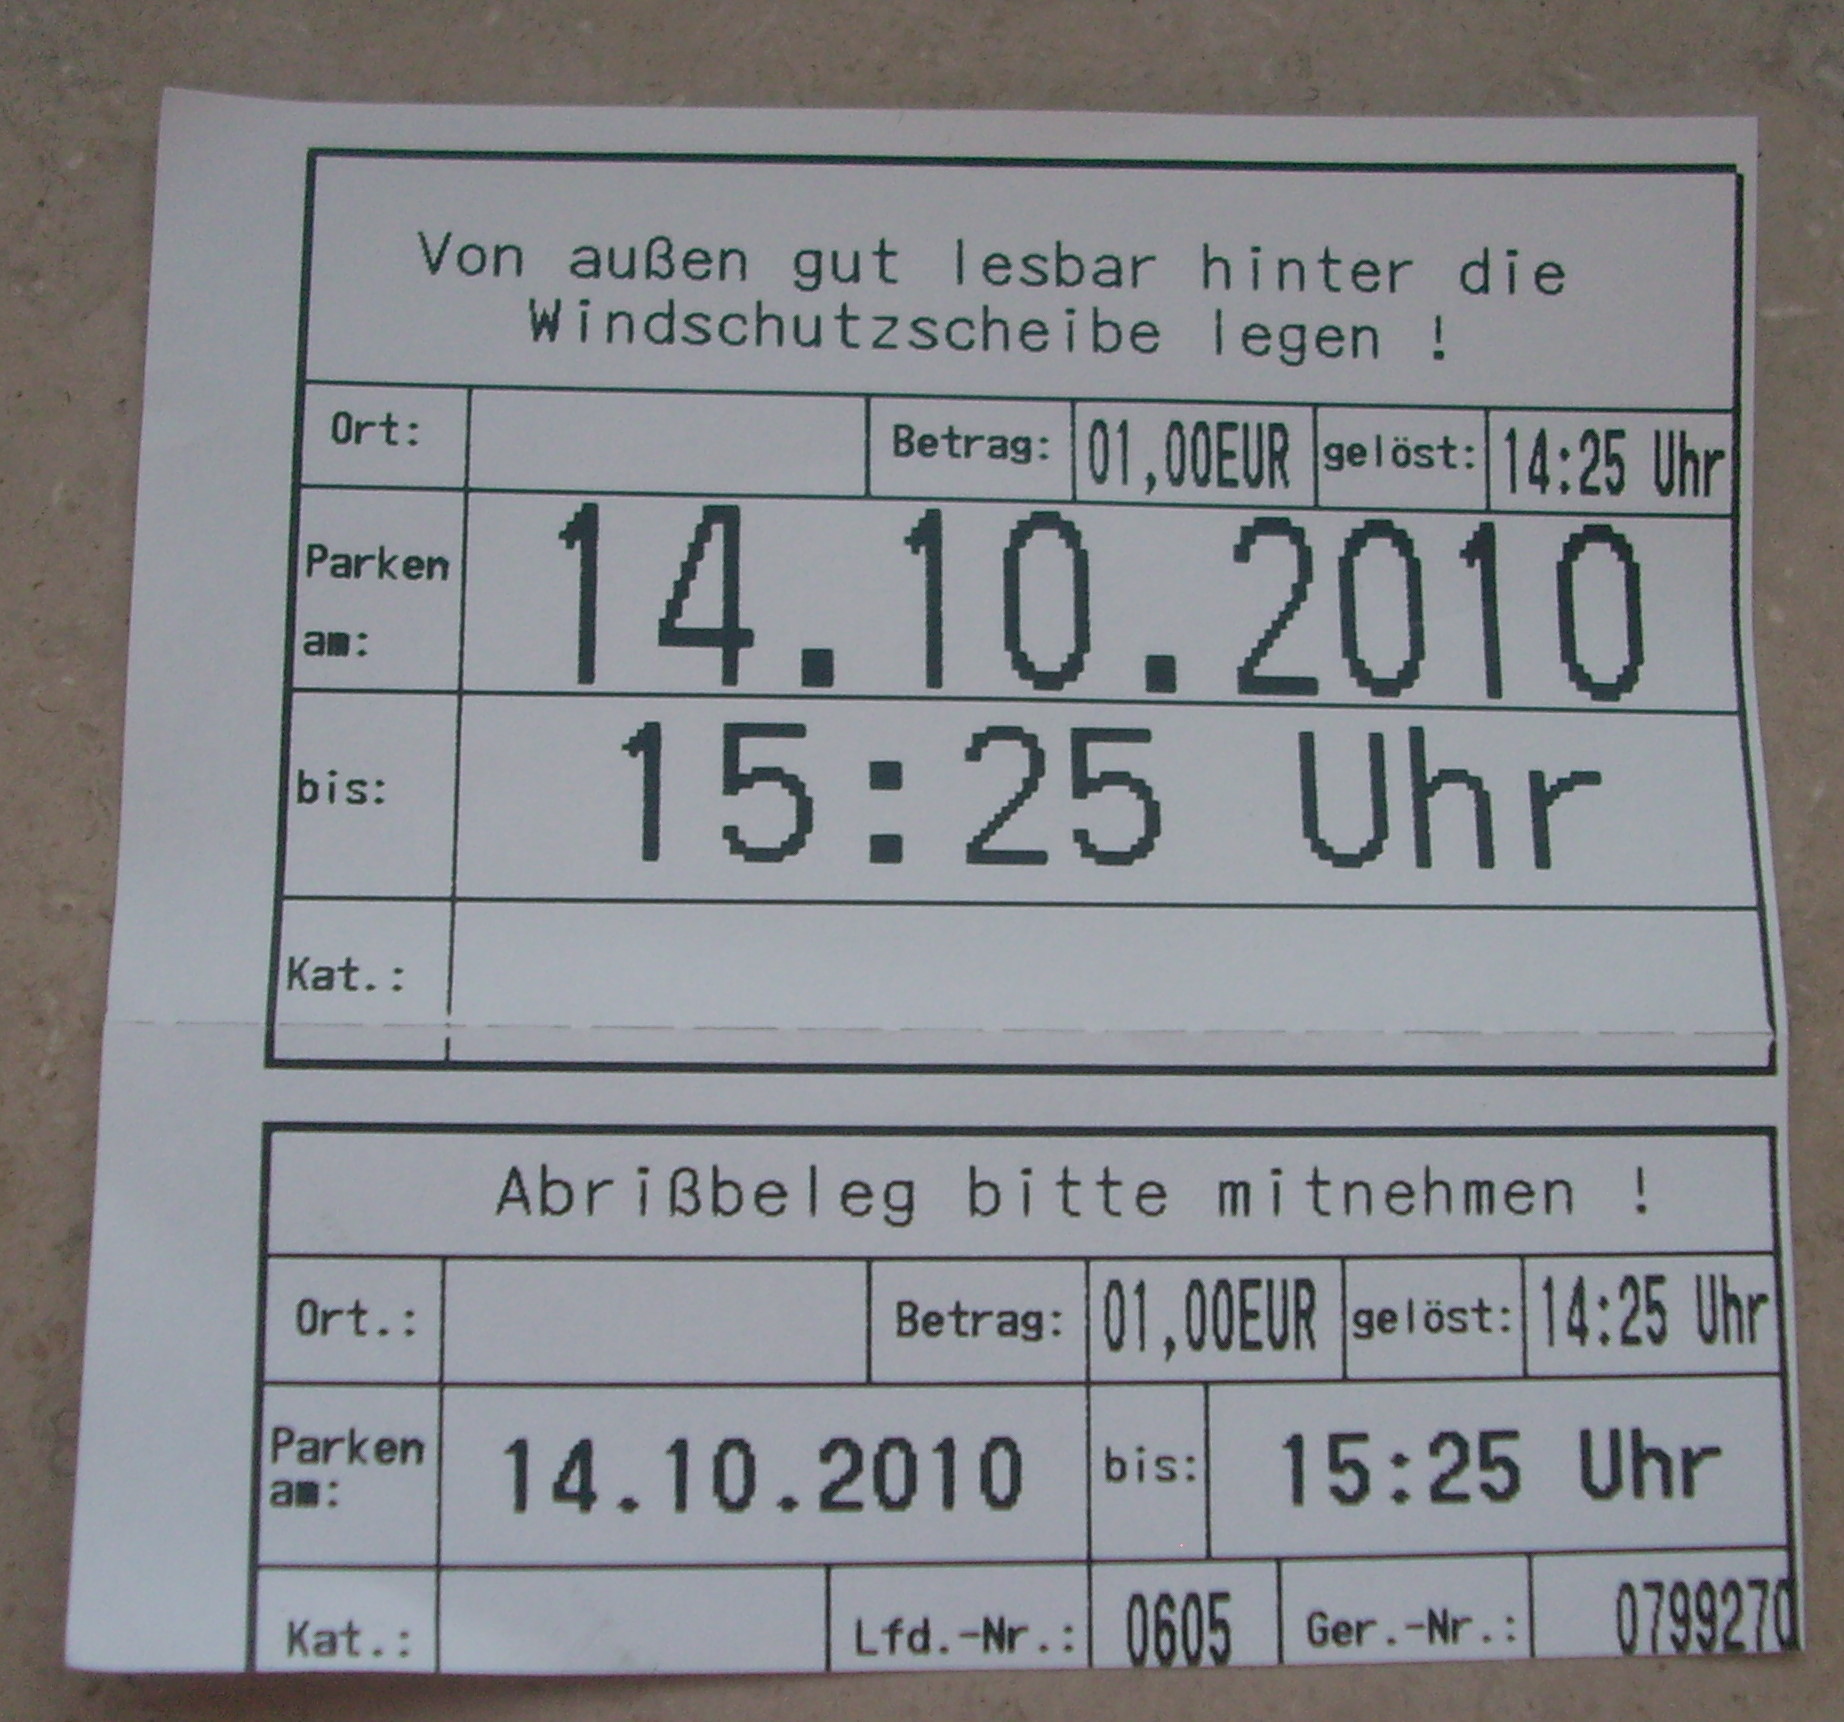 Von außen gut lesbar hinter die
Windschutzscheibe legen !
Ort: Betrag: 01,00EUR gelöst: 14:25 Uhr
Parken
am: 14.10.2010
bis: 15:25 Uhr
Kat.:
Abrißbeleg bitte mitnehmen !
Ort.: Betrag: 01,00EUR gelöst: 14:25 Uhr
Parken
am: 14.10.2010 bis: 15:25 Uhr
Kat.: Lfd.-Nr.: 0605 Ger.-Nr.: